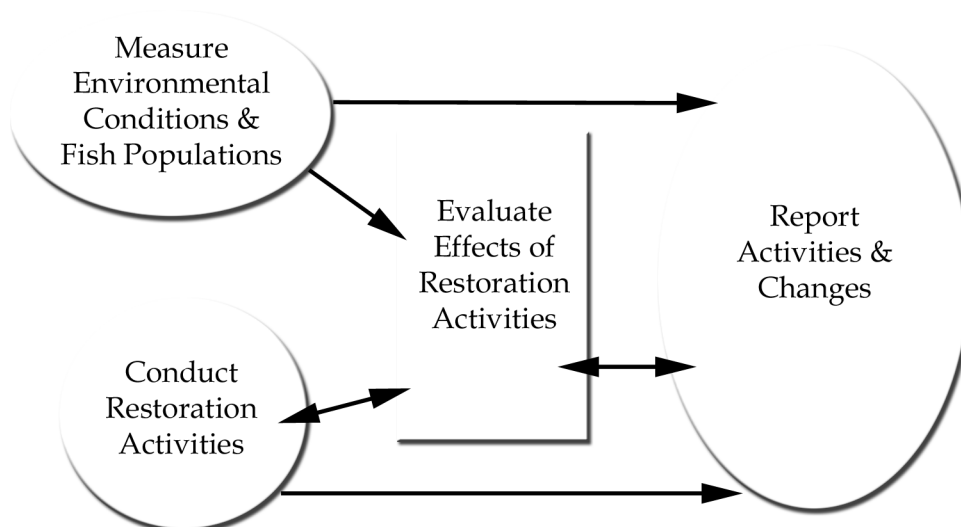 Measure
Environmental
Conditions &
Fish Populations
Evaluate
Effects of
Restoration
Activities
Report
Activities &
Changes
Conduct
Restoration
Activities